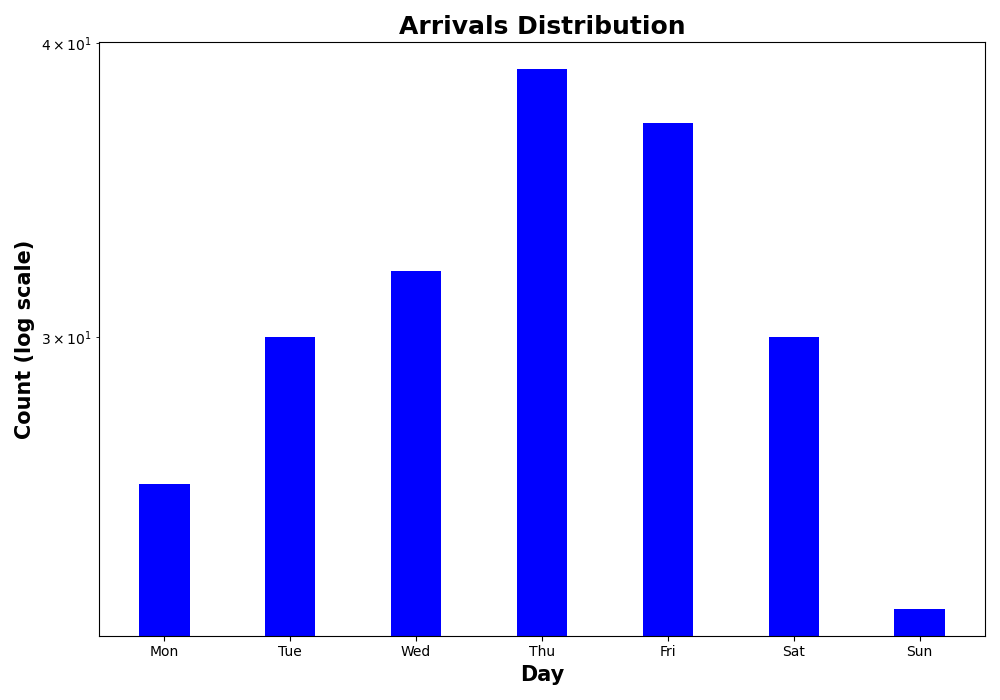 Arrivals Distribution
4 × 10¹
3 × 10¹
Count (log scale)
Mon Tue Wed Thu Fri Sat Sun
Day